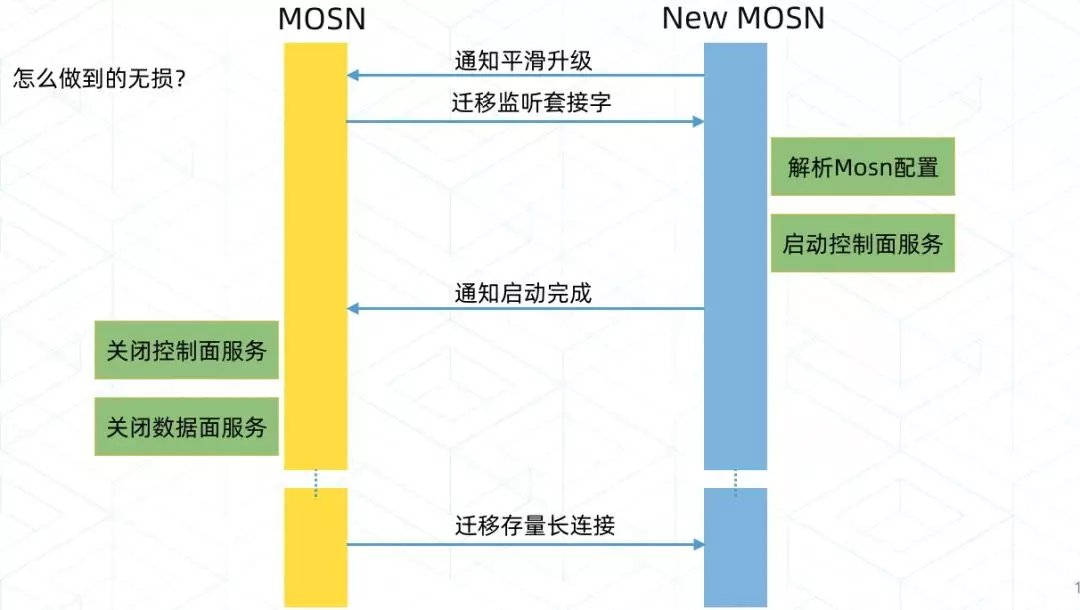 MOSN
New MOSN
怎么做到的无损?
通知平滑升级
迁移监听套接字
解析Mosn配置
启动控制面服务
通知启动完成
关闭控制面服务
关闭数据面服务
迁移存量长连接
1